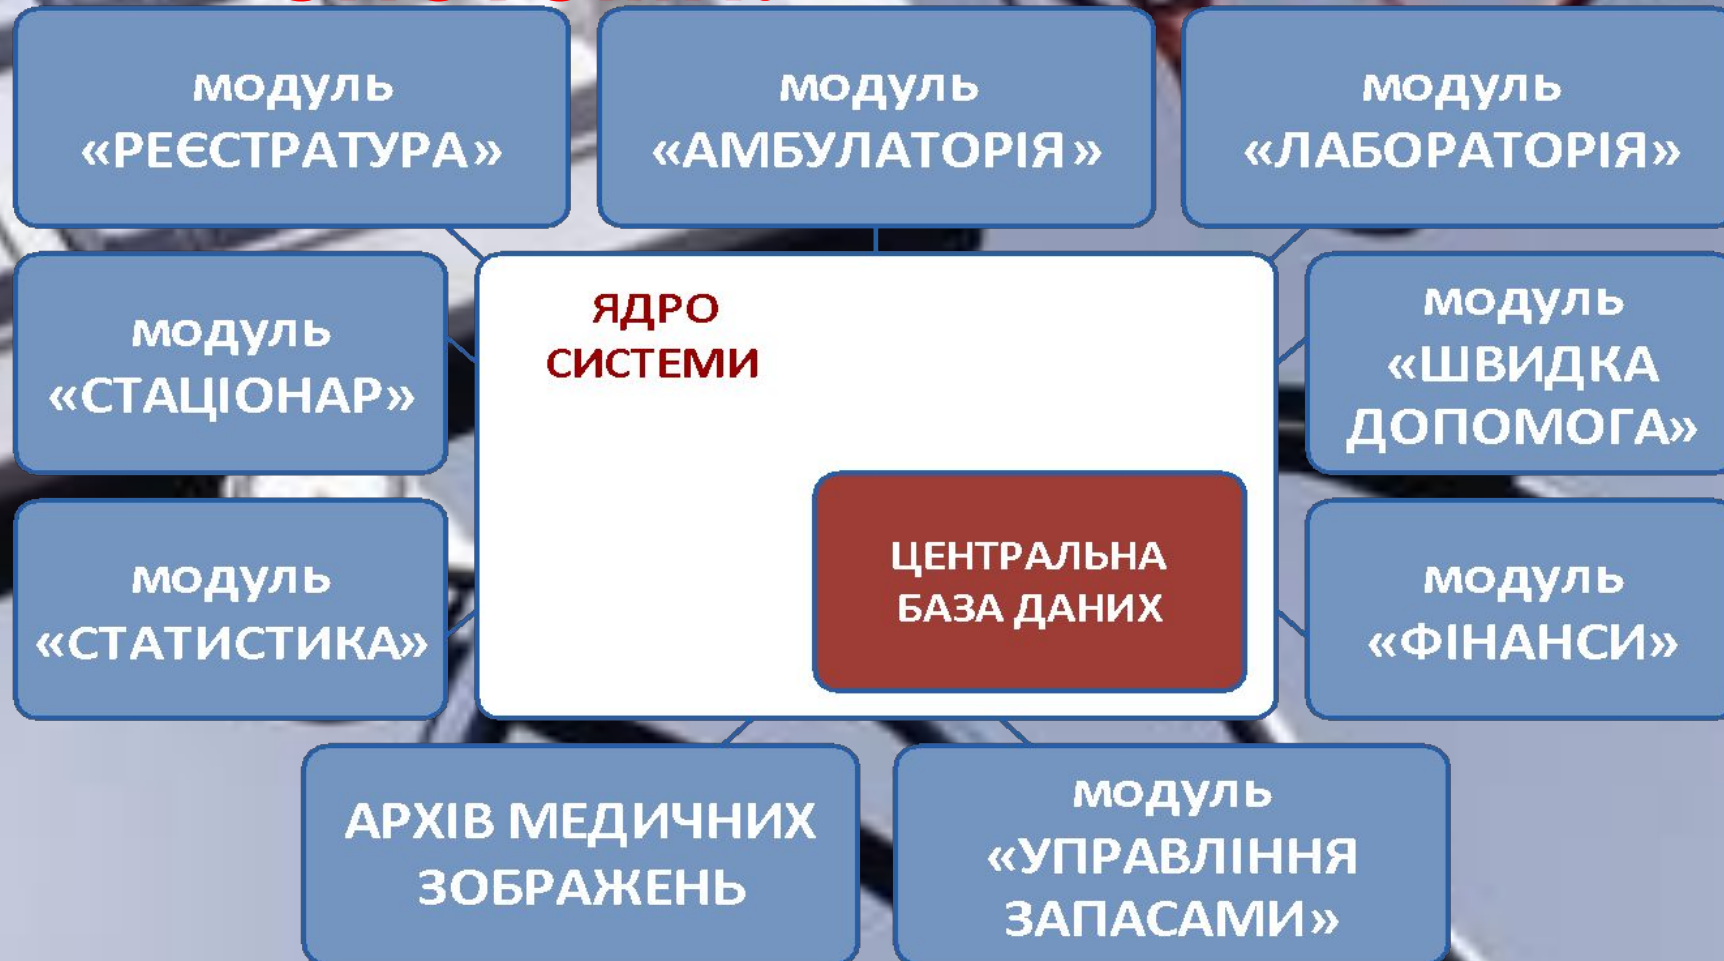 модуль
«РЕЄСТРАТУРА»
модуль
«АМБУЛАТОРІЯ»
модуль
«ЛАБОРАТОРІЯ»
модуль
«СТАЦІОНАР»
ЯДРО
СИСТЕМИ
модуль
«ШВИДКА
ДОПОМОГА»
модуль
«СТАТИСТИКА»
ЦЕНТРАЛЬНА
БАЗА ДАНИХ
модуль
«ФІНАНСИ»
АРХІВ МЕДИЧНИХ
ЗОБРАЖЕНЬ
модуль
«УПРАВЛІННЯ
ЗАПАСАМИ»